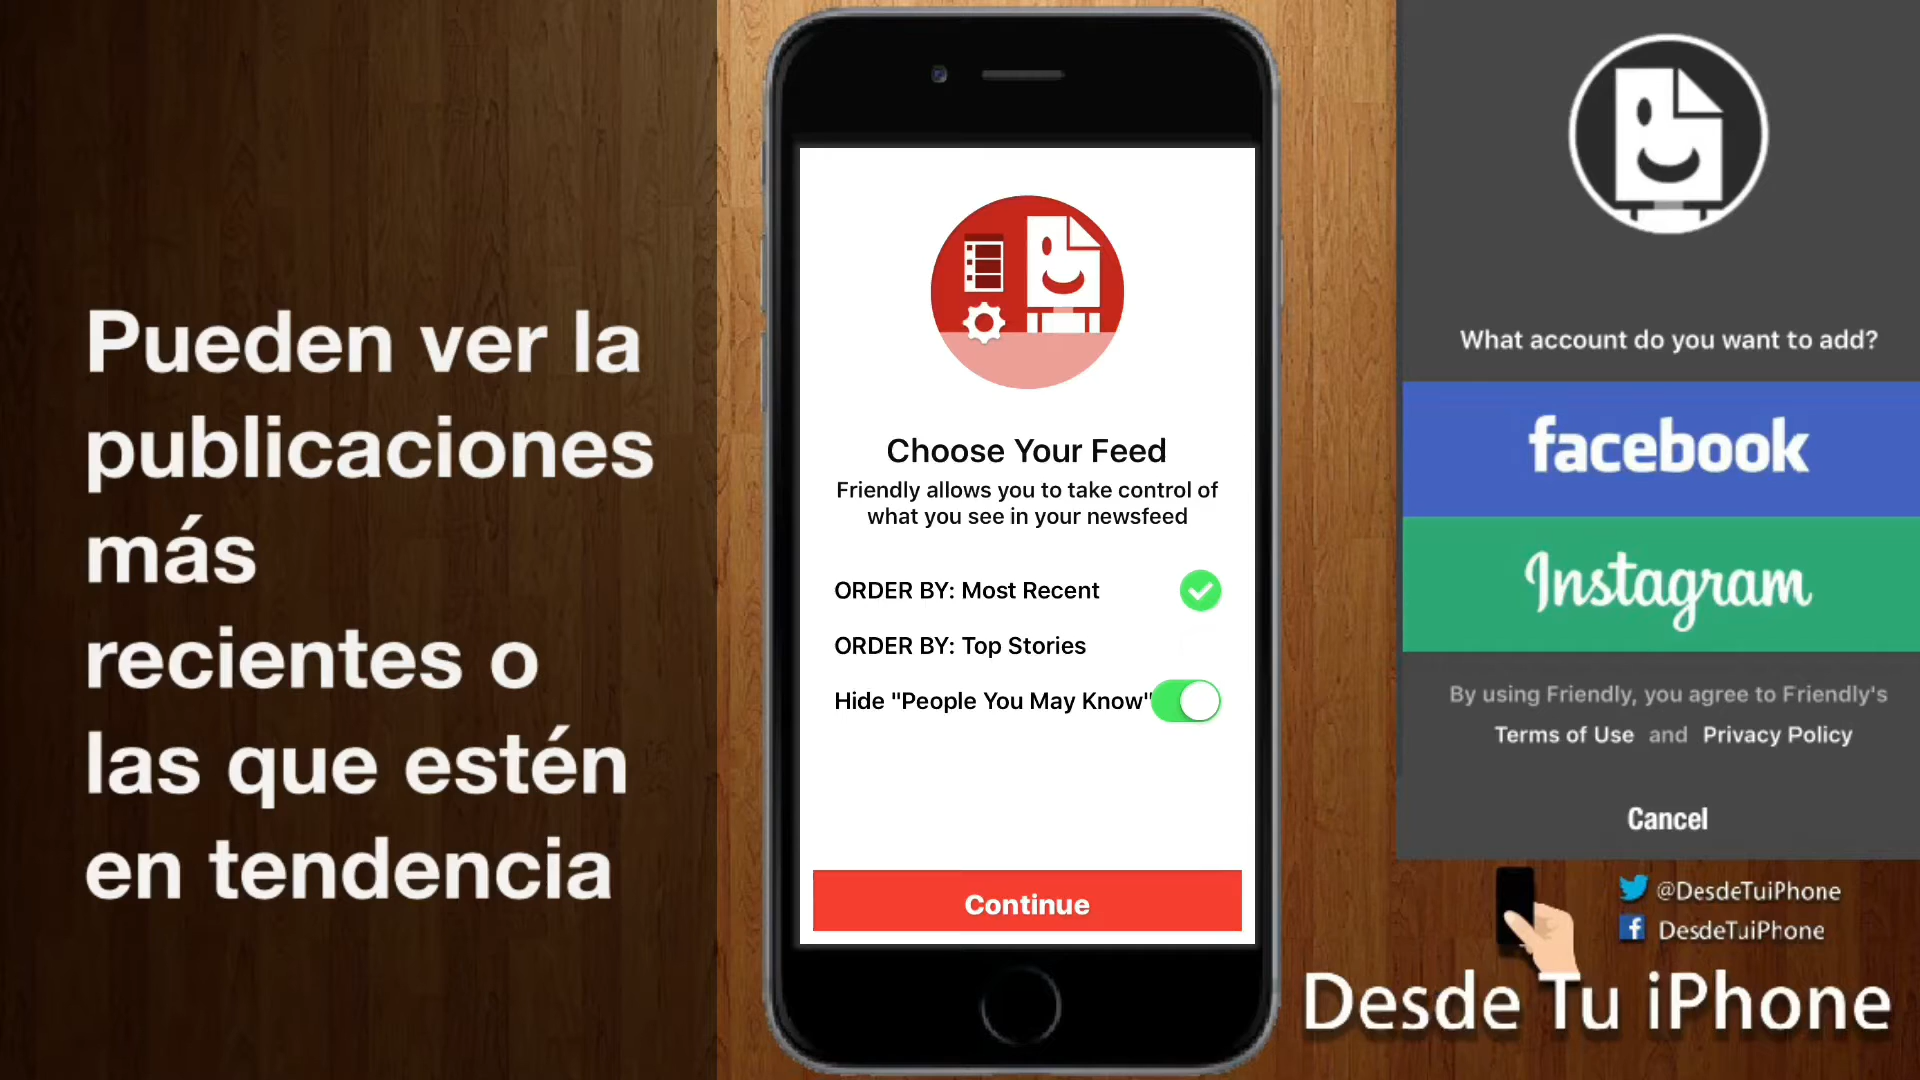 Pueden ver la
publicaciones
más
recientes o
las que estén
en tendencia
Choose Your Feed
Friendly allows you to take control of
what you see in your newsfeed
ORDER BY: Most Recent
ORDER BY: Top Stories
Hide "People You May Know"
Continue
What account do you want to add?
facebook
Instagram
By using Friendly, you agree to Friendly's
Terms of Use and Privacy Policy
Cancel
@DesdeTuiPhone
DesdeTuiPhone
Desde Tu iPhone